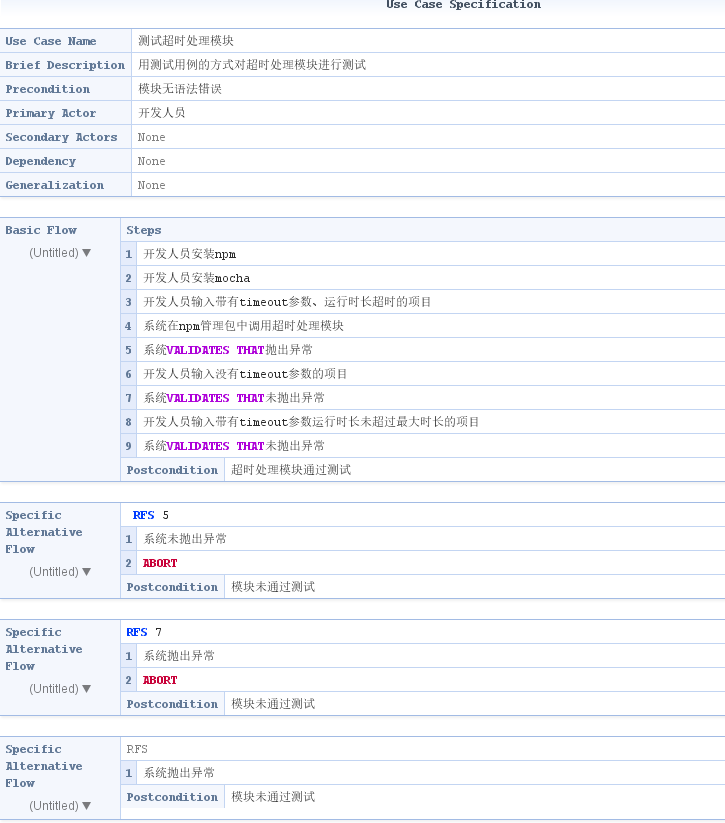 Use Case Specification
Use Case Name 测试超时处理模块
Brief Description 用测试用例的方式对超时处理模块进行测试
Precondition 模块无语法错误
Primary Actor 开发人员
Secondary Actors None
Dependency None
Generalization None
Basic Flow Steps
(Untitled) ▼
1 开发人员安装npm
2 开发人员安装mocha
3 开发人员输入带有timeout参数、运行时长超时的项目
4 系统在npm管理包中调用超时处理模块
5 系统VALIDATES THAT抛出异常
6 开发人员输入没有timeout参数的项目
7 系统VALIDATES THAT未抛出异常
8 开发人员输入带有timeout参数运行时长未超过最大时长的项目
9 系统VALIDATES THAT未抛出异常
Postcondition 超时处理模块通过测试
Specific Alternative Flow
(Untitled) ▼
RFS 5
1 系统未抛出异常
2 ABORT
Postcondition 模块未通过测试
Specific Alternative Flow
(Untitled) ▼
RFS 7
1 系统抛出异常
2 ABORT
Postcondition 模块未通过测试
Specific Alternative Flow
(Untitled) ▼
RFS
1 系统抛出异常
Postcondition 模块未通过测试